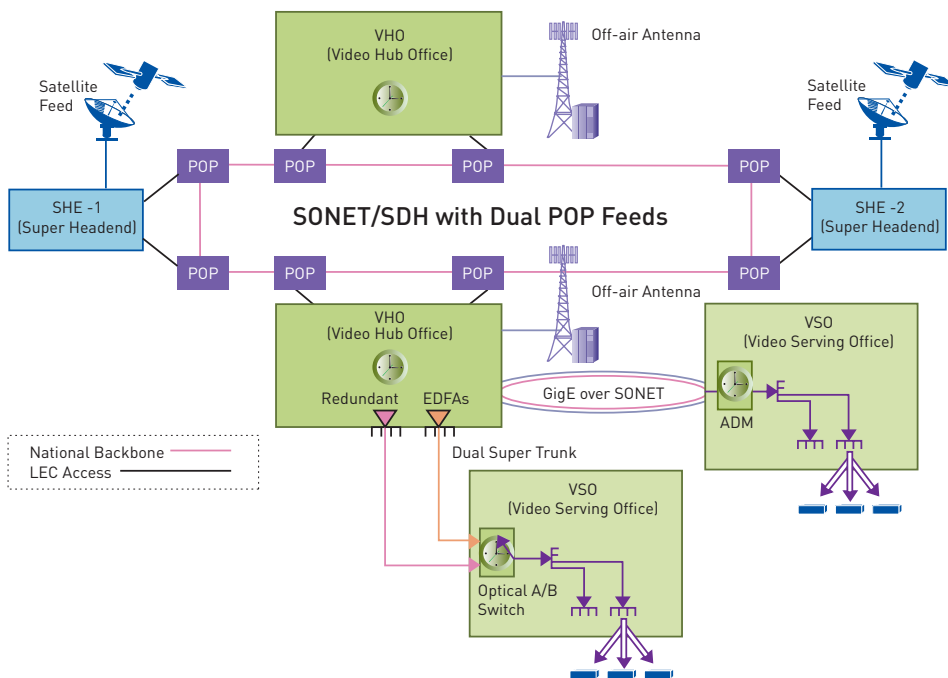 VHO
(Video Hub Office)
Off-air Antenna
Satellite
Feed
Satellite
Feed
POP
POP
POP
POP
SHE -1
(Super Headend)
SONET/SDH with Dual POP Feeds
SHE -2
(Super Headend)
POP
POP
POP
POP
Off-air Antenna
VHO
(Video Hub Office)
VSO
(Video Serving Office)
Redundant
EDFAs
GigE over SONET
ADM
National Backbone
LEC Access
Dual Super Trunk
VSO
(Video Serving Office)
Optical A/B
Switch